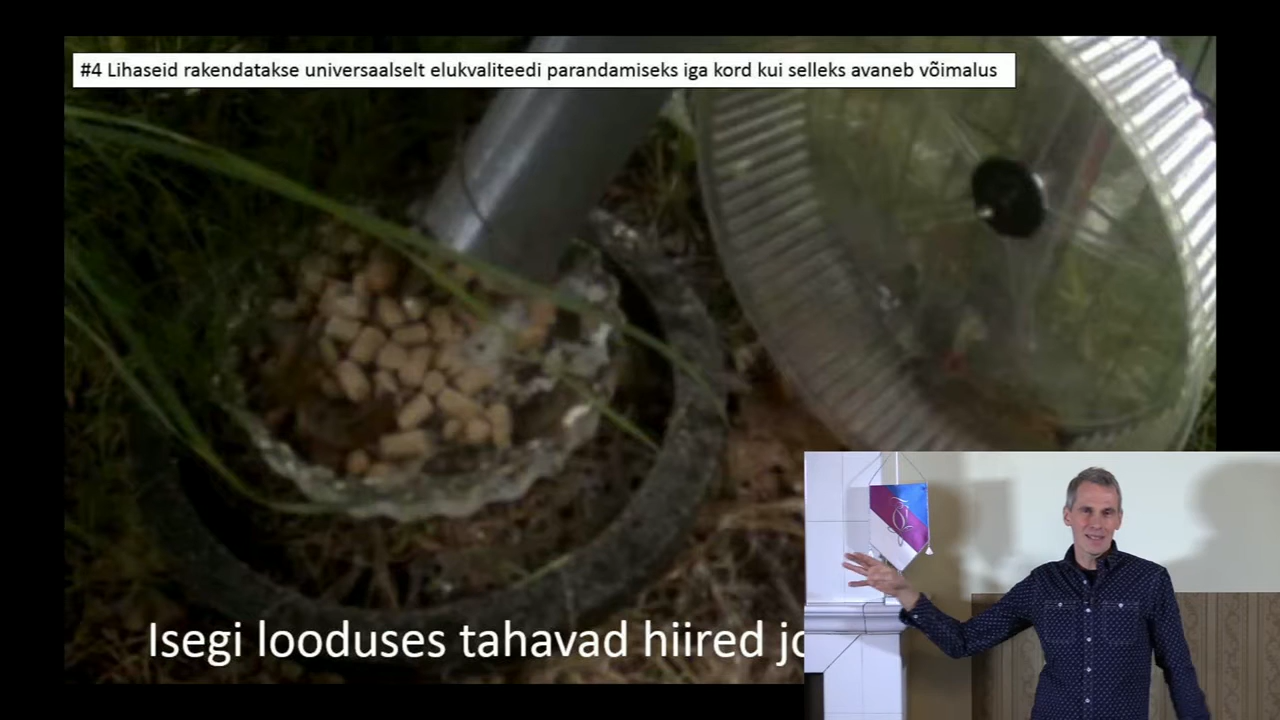 #4 Lihaseid rakendatakse universaalselt elukvaliteedi parandamiseks iga kord kui selleks avaneb võimalus
Isegi looduses tahavad hiired